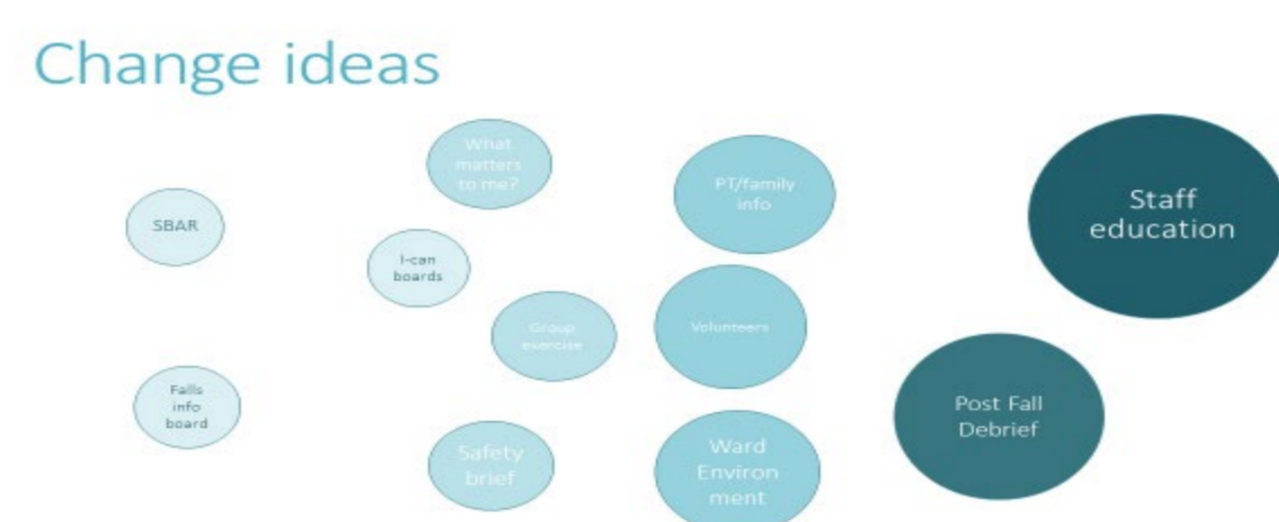 Change ideas
What
matters
to me?
PT/family
info
Staff
education
SBAR
I-can
boards
Group
exercise
Volunteers
Falls
info
board
Post Fall
Debrief
Safety
brief
Ward
Environ
ment